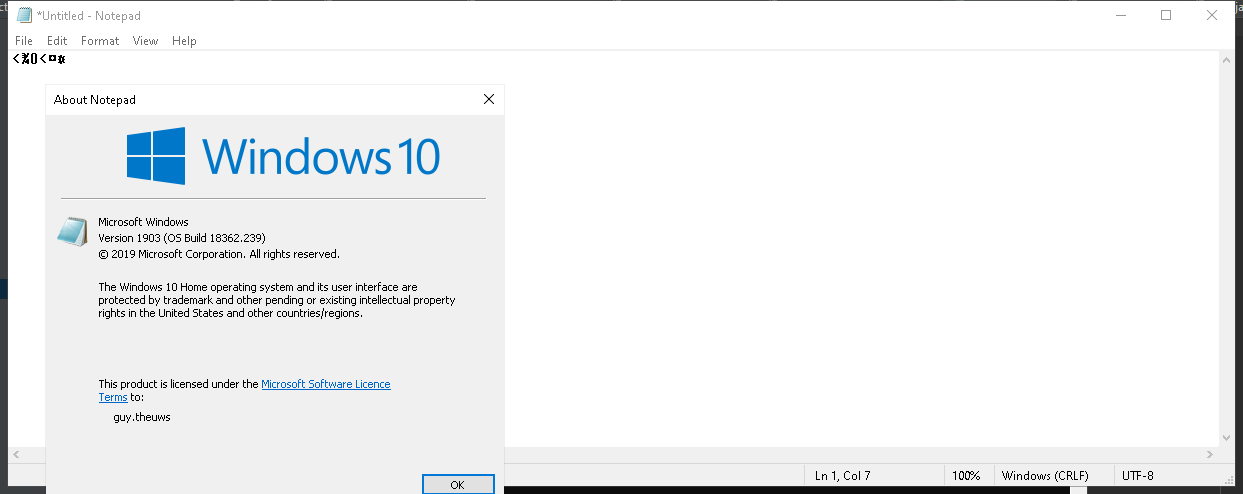 *Untitled - Notepad
File Edit Format View Help
<%0<¤*
About Notepad
Windows 10
Microsoft Windows
Version 1903 (OS Build 18362.239)
© 2019 Microsoft Corporation. All rights reserved.
The Windows 10 Home operating system and its user interface are
protected by trademark and other pending or existing intellectual property
rights in the United States and other countries/regions.
This product is licensed under the Microsoft Software Licence
Terms to:
guy.theuws
OK
Ln 1, Col 7 100% Windows (CRLF) UTF-8